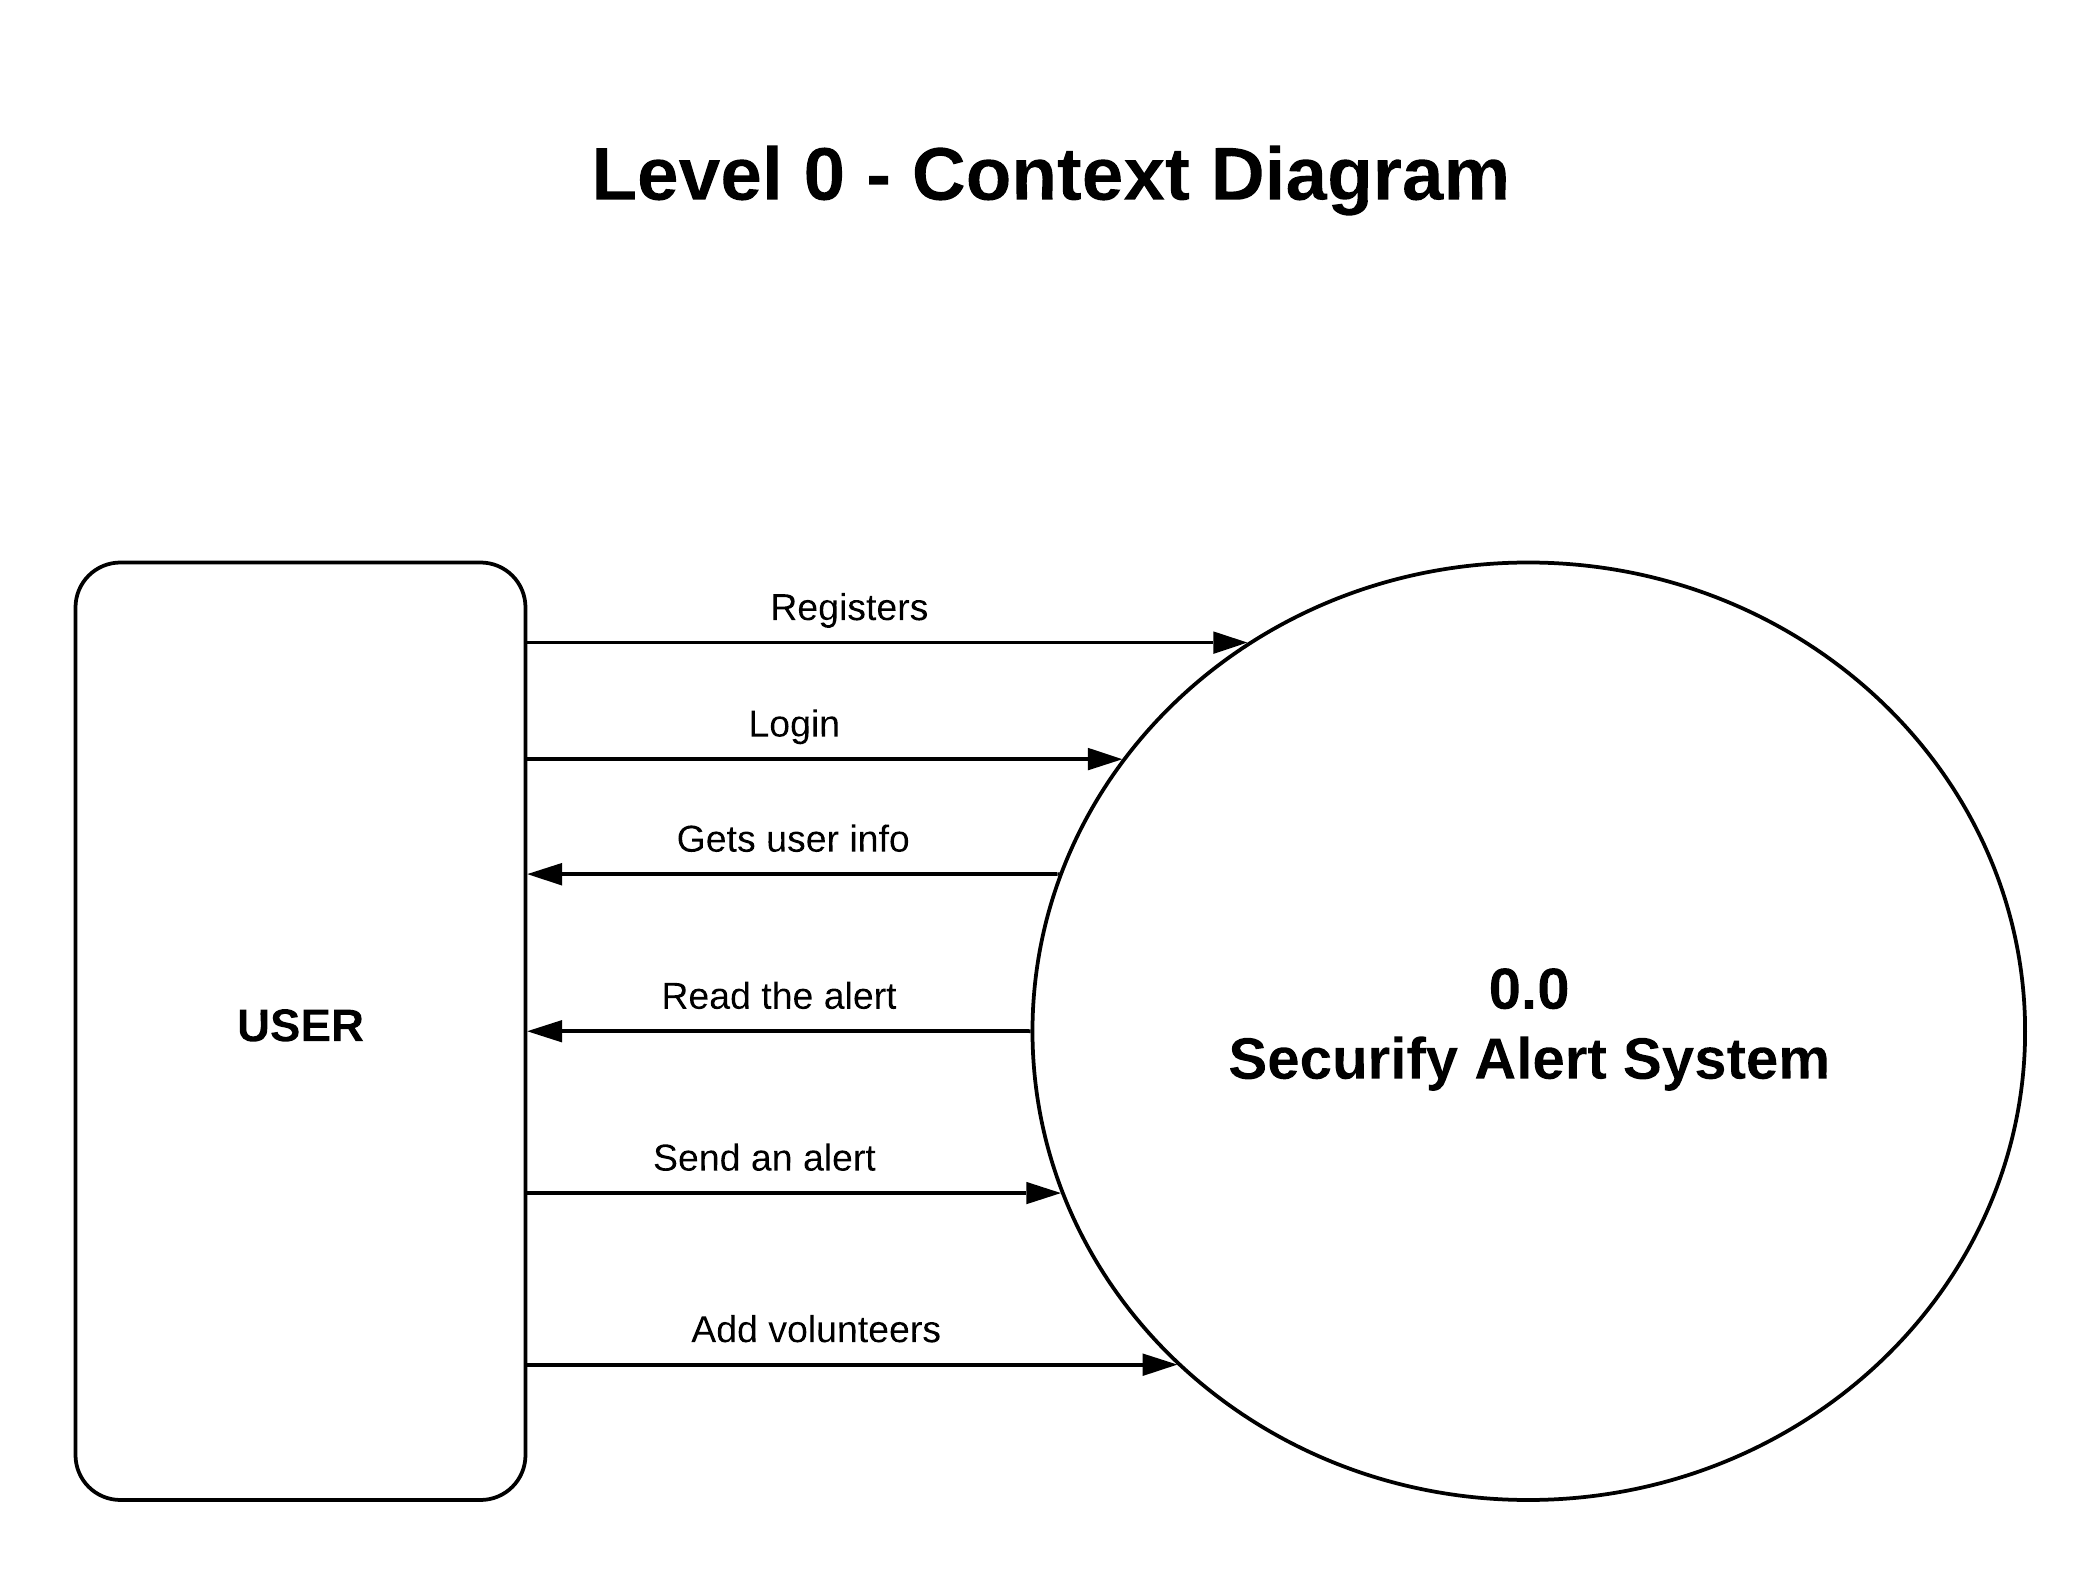 Level 0 - Context Diagram
Registers
Login
Gets user info
Read the alert
Send an alert
Add volunteers
USER
0.0
Securify Alert System